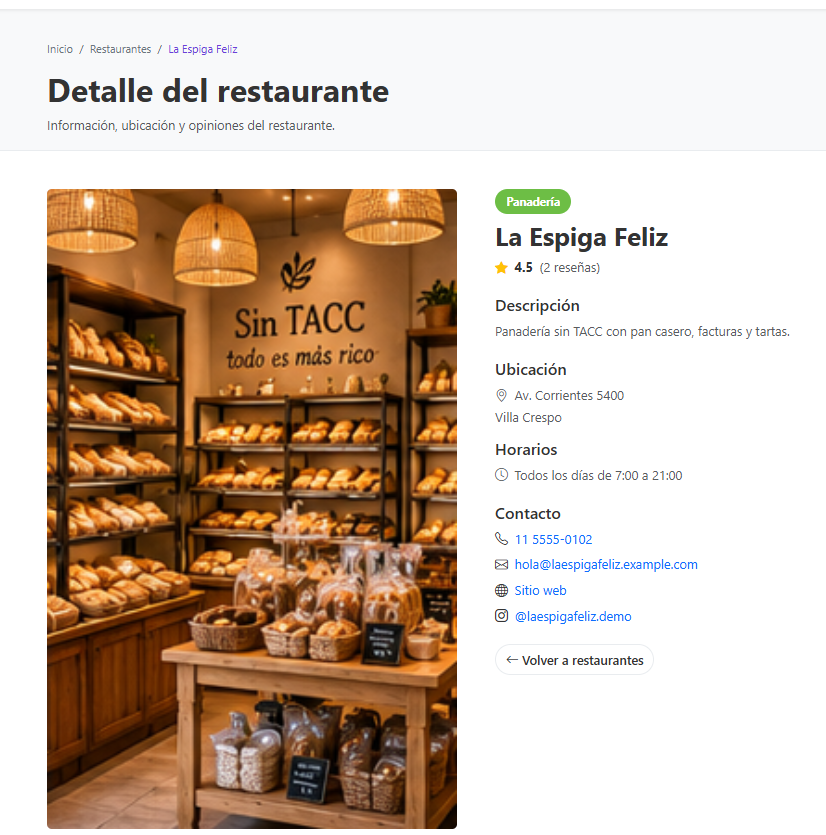 Inicio / Restaurantes / La Espiga Feliz
Detalle del restaurante
Información, ubicación y opiniones del restaurante.
Sin TACC
todo es más rico
Panadería
La Espiga Feliz
4.5 (2 reseñas)
Descripción
Panadería sin TACC con pan casero, facturas y tartas.
Ubicación
Av. Corrientes 5400
Villa Crespo
Horarios
Todos los días de 7:00 a 21:00
Contacto
11 5555-0102
hola@laespigafeliz.example.com
Sitio web
@laespigafeliz.demo
← Volver a restaurantes